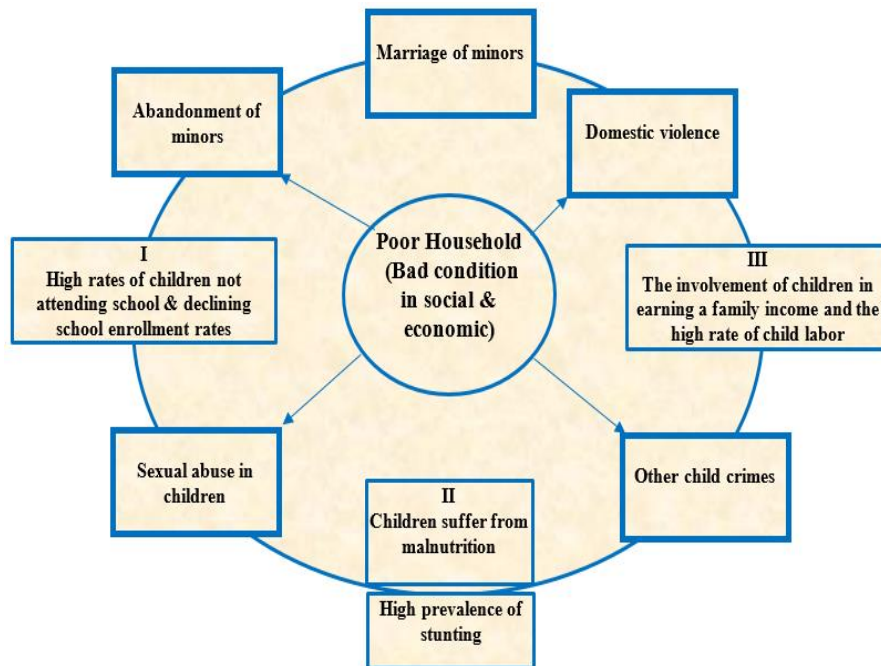 Marriage of minors
Abandonment of
minors
Domestic violence
Poor Household
(Bad condition
in social &
economic)
I
High rates of children not
attending school & declining
school enrollment rates
III
The involvement of children in
earning a family income and the
high rate of child labor
Sexual abuse in
children
II
Children suffer from
malnutrition
Other child crimes
High prevalence of
stunting